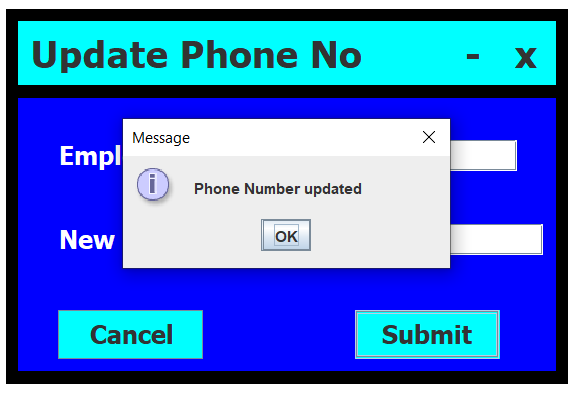 Update Phone No - x
Message
Empl
i Phone Number updated
OK
New
Cancel Submit